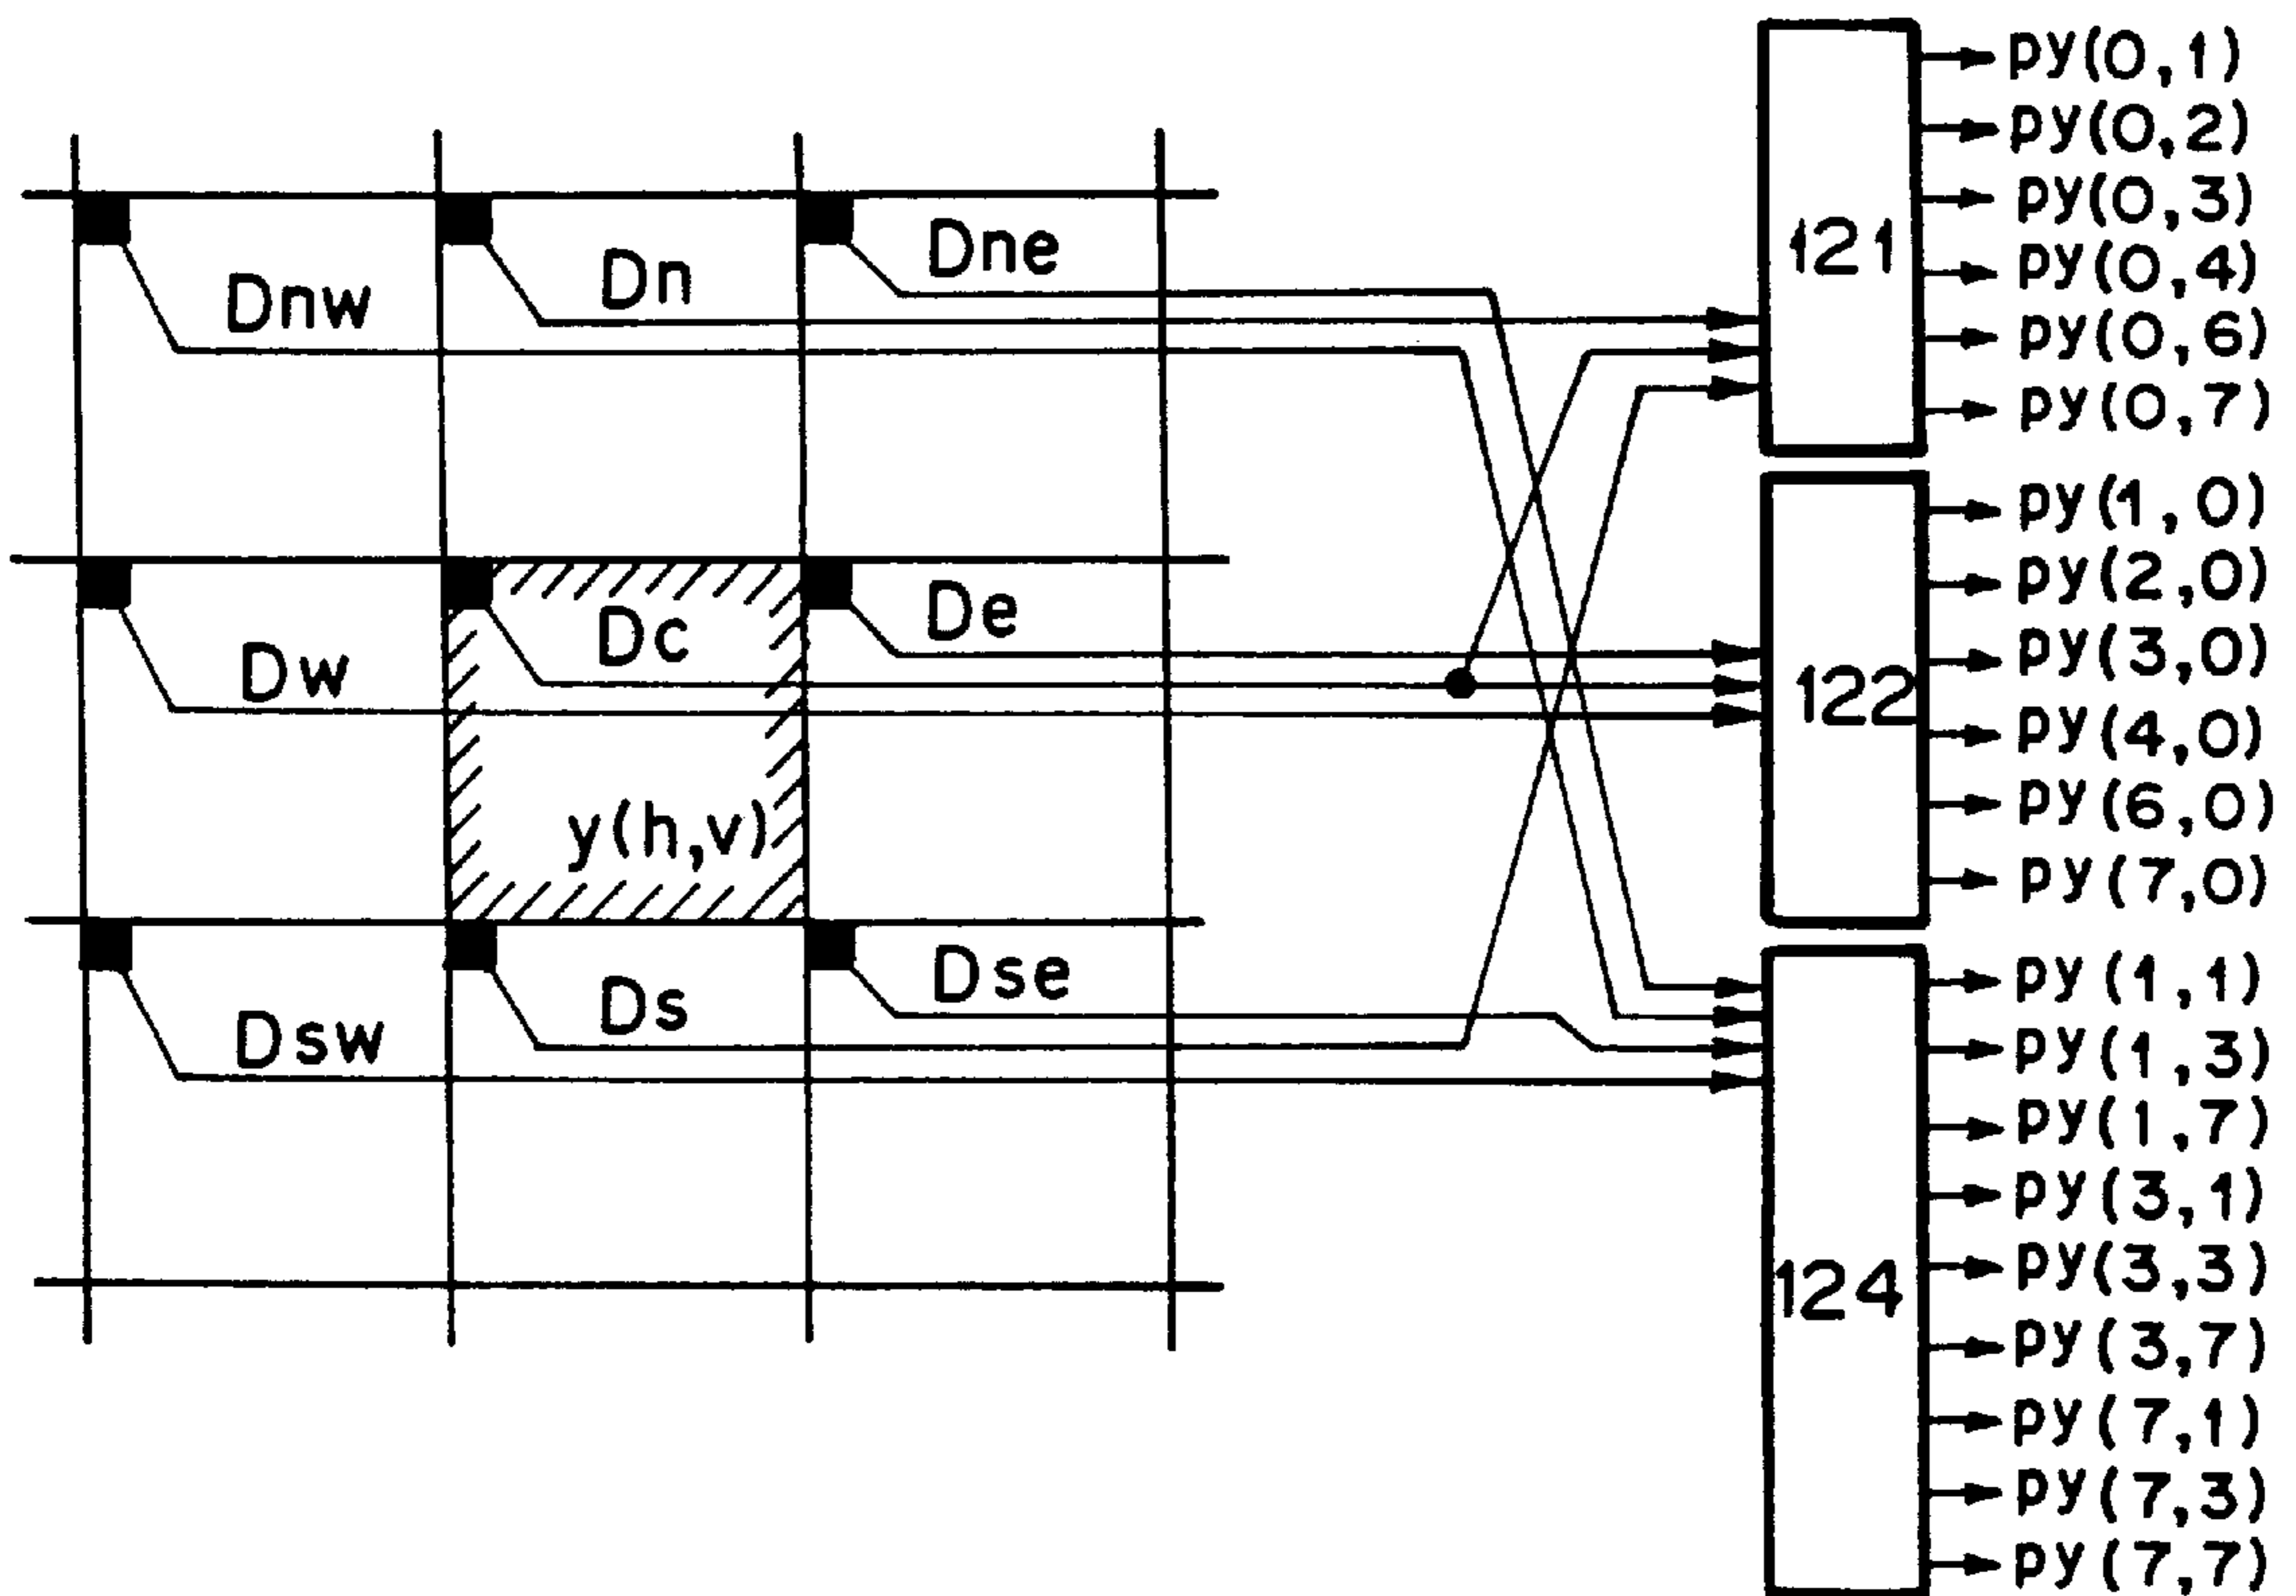 Dnw
Dn
Dne
Dw
Dc
De
y(h,v)
Dsw
Ds
Dse
121
py(0,1)
py(0,2)
py(0,3)
py(0,4)
py(0,6)
py(0,7)
122
py(1,0)
py(2,0)
py(3,0)
py(4,0)
py(6,0)
py(7,0)
124
py(1,1)
py(1,3)
py(1,7)
py(3,1)
py(3,3)
py(3,7)
py(7,1)
py(7,3)
py(7,7)